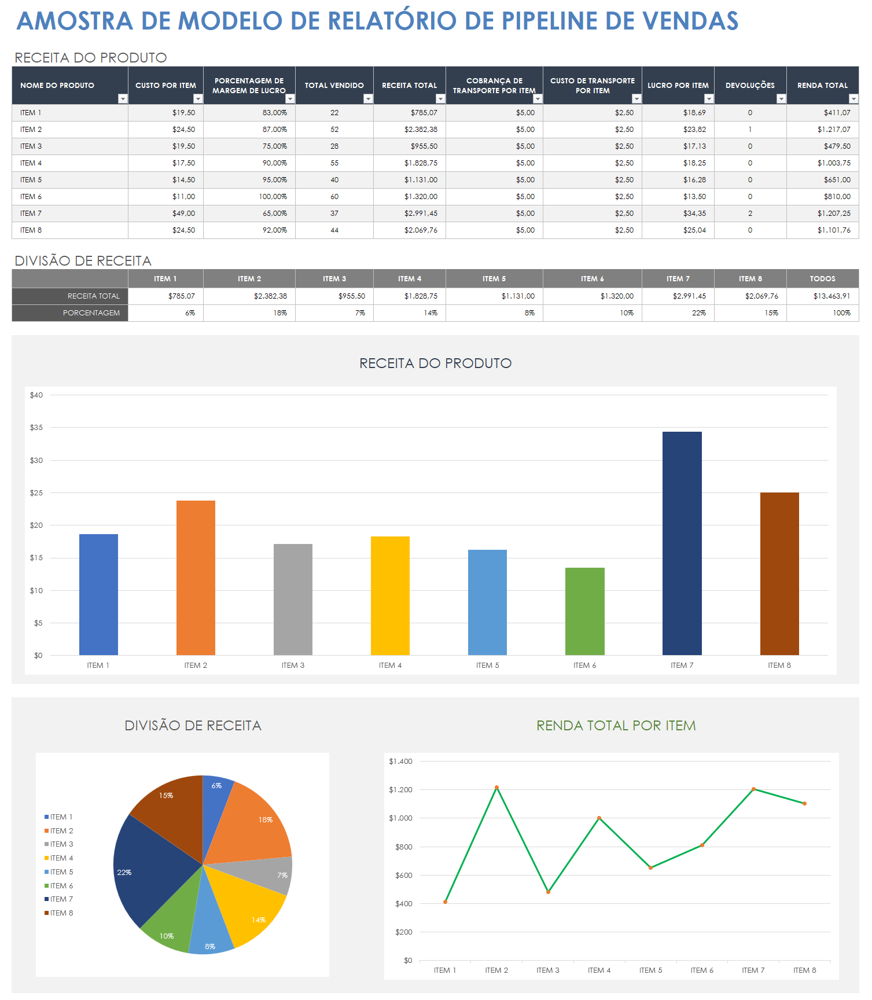 AMOSTRA DE MODELO DE RELATÓRIO DE PIPELINE DE VENDAS
RECEITA DO PRODUTO
NOME DO PRODUTO CUSTO POR ITEM PORCENTAGEM DE MARGEM DE LUCRO TOTAL VENDIDO RECEITA TOTAL COBRANÇA DE TRANSPORTE POR ITEM CUSTO DE TRANSPORTE POR ITEM LUCRO POR ITEM DEVOLUÇÕES RENDA TOTAL
ITEM 1 $19,50 83,00% 22 $785,07 $5,00 $2,50 $18,69 0 $411,07
ITEM 2 $24,50 87,00% 52 $2.382,38 $5,00 $2,50 $23,82 1 $1.217,07
ITEM 3 $19,50 75,00% 28 $955,50 $5,00 $2,50 $17,13 0 $479,50
ITEM 4 $17,50 90,00% 55 $1.828,75 $5,00 $2,50 $18,25 0 $1.003,75
ITEM 5 $14,50 95,00% 40 $1.131,00 $5,00 $2,50 $16,28 0 $651,00
ITEM 6 $11,00 100,00% 60 $1.320,00 $5,00 $2,50 $13,50 0 $810,00
ITEM 7 $49,00 65,00% 37 $2.991,45 $5,00 $2,50 $34,35 2 $1.207,25
ITEM 8 $24,50 92,00% 44 $2.069,76 $5,00 $2,50 $25,04 0 $1.101,76
DIVISÃO DE RECEITA
ITEM 1 ITEM 2 ITEM 3 ITEM 4 ITEM 5 ITEM 6 ITEM 7 ITEM 8 TODOS
RECEITA TOTAL $785,07 $2.382,38 $955,50 $1.828,75 $1.131,00 $1.320,00 $2.991,45 $2.069,76 $13.463,91
PORCENTAGEM 6% 18% 7% 14% 8% 10% 22% 15% 100%
RECEITA DO PRODUTO
$40
$35
$30
$25
$20
$15
$10
$5
$0
ITEM 1 ITEM 2 ITEM 3 ITEM 4 ITEM 5 ITEM 6 ITEM 7 ITEM 8
DIVISÃO DE RECEITA
ITEM 1
ITEM 2
ITEM 3
ITEM 4
ITEM 5
ITEM 6
ITEM 7
ITEM 8
6%
18%
7%
14%
8%
10%
22%
15%
RENDA TOTAL POR ITEM
$1.400
$1.200
$1.000
$800
$600
$400
$200
$0
ITEM 1 ITEM 2 ITEM 3 ITEM 4 ITEM 5 ITEM 6 ITEM 7 ITEM 8